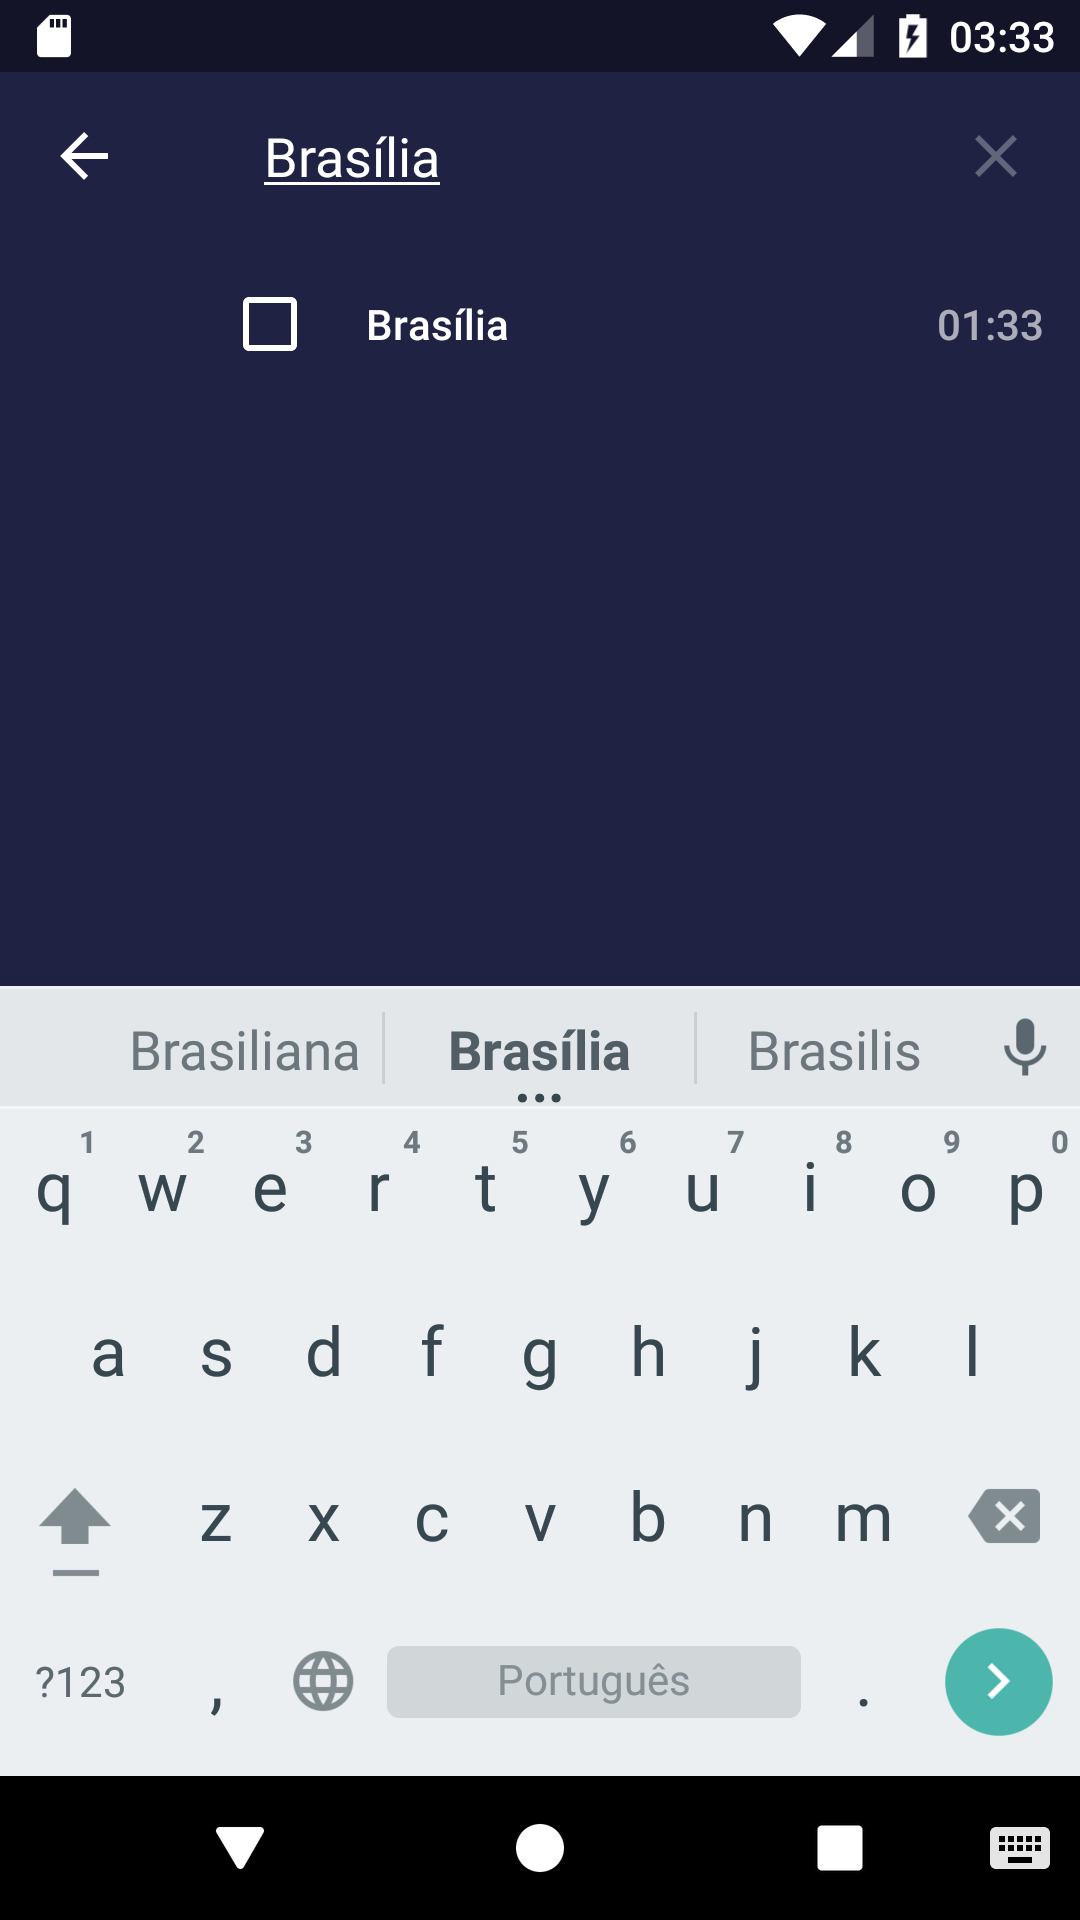 03:33
Brasília
Brasília 01:33
Brasiliana Brasília Brasilis
1 2 3 4 5 6 7 8 9 0
q w e r t y u i o p
a s d f g h j k l
z x c v b n m
?123 , Português .